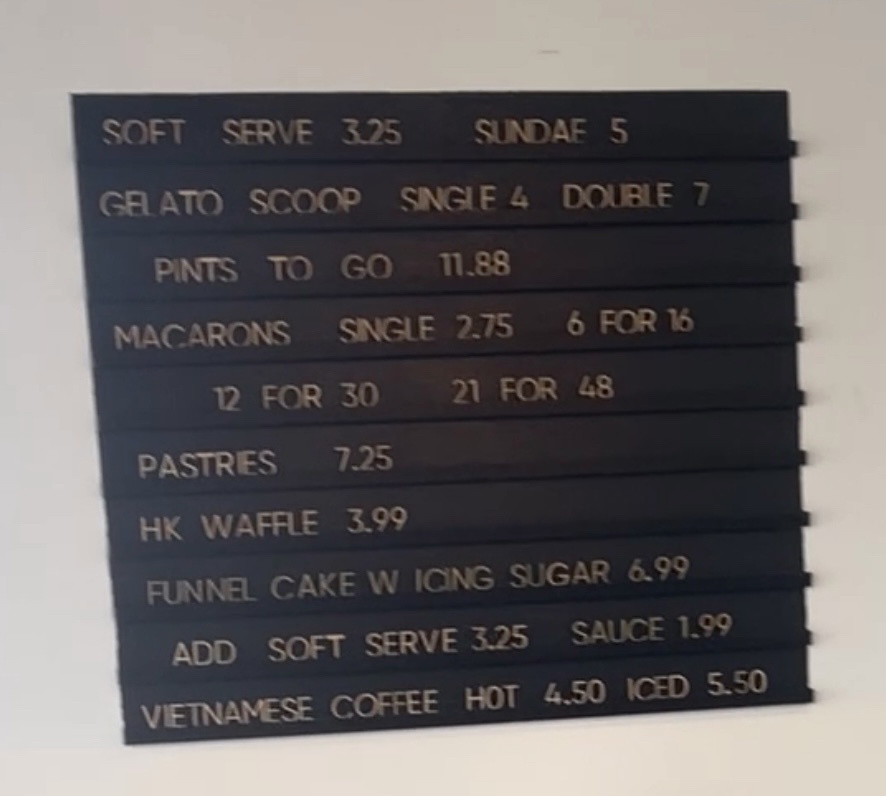 SOFT SERVE 3.25 SUNDAE 5
GELATO SCOOP SINGLE 4 DOUBLE 7
PINTS TO GO 11.88
MACARONS SINGLE 2.75 6 FOR 16
12 FOR 30 21 FOR 48
PASTRIES 7.25
HK WAFFLE 3.99
FUNNEL CAKE W ICING SUGAR 6.99
ADD SOFT SERVE 3.25 SAUCE 1.99
VIETNAMESE COFFEE HOT 4.50 ICED 5.50